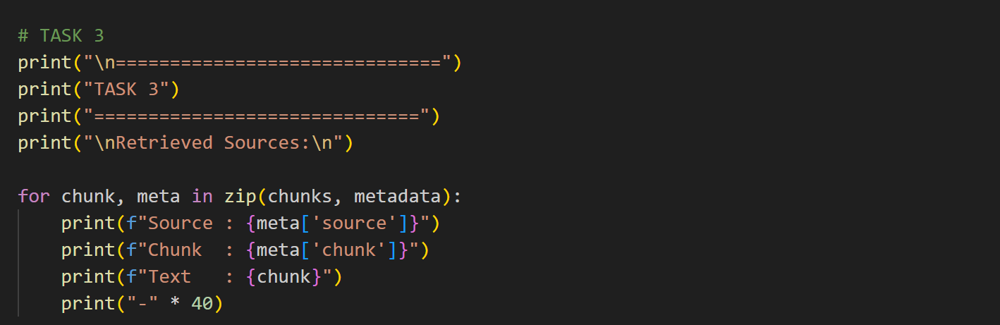 # TASK 3
print("\n==============================")
print("TASK 3")
print("==============================")
print("\nRetrieved Sources:\n")
for chunk, meta in zip(chunks, metadata):
    print(f"Source : {meta['source']}")
    print(f"Chunk  : {meta['chunk']}")
    print(f"Text   : {chunk}")
    print("-" * 40)